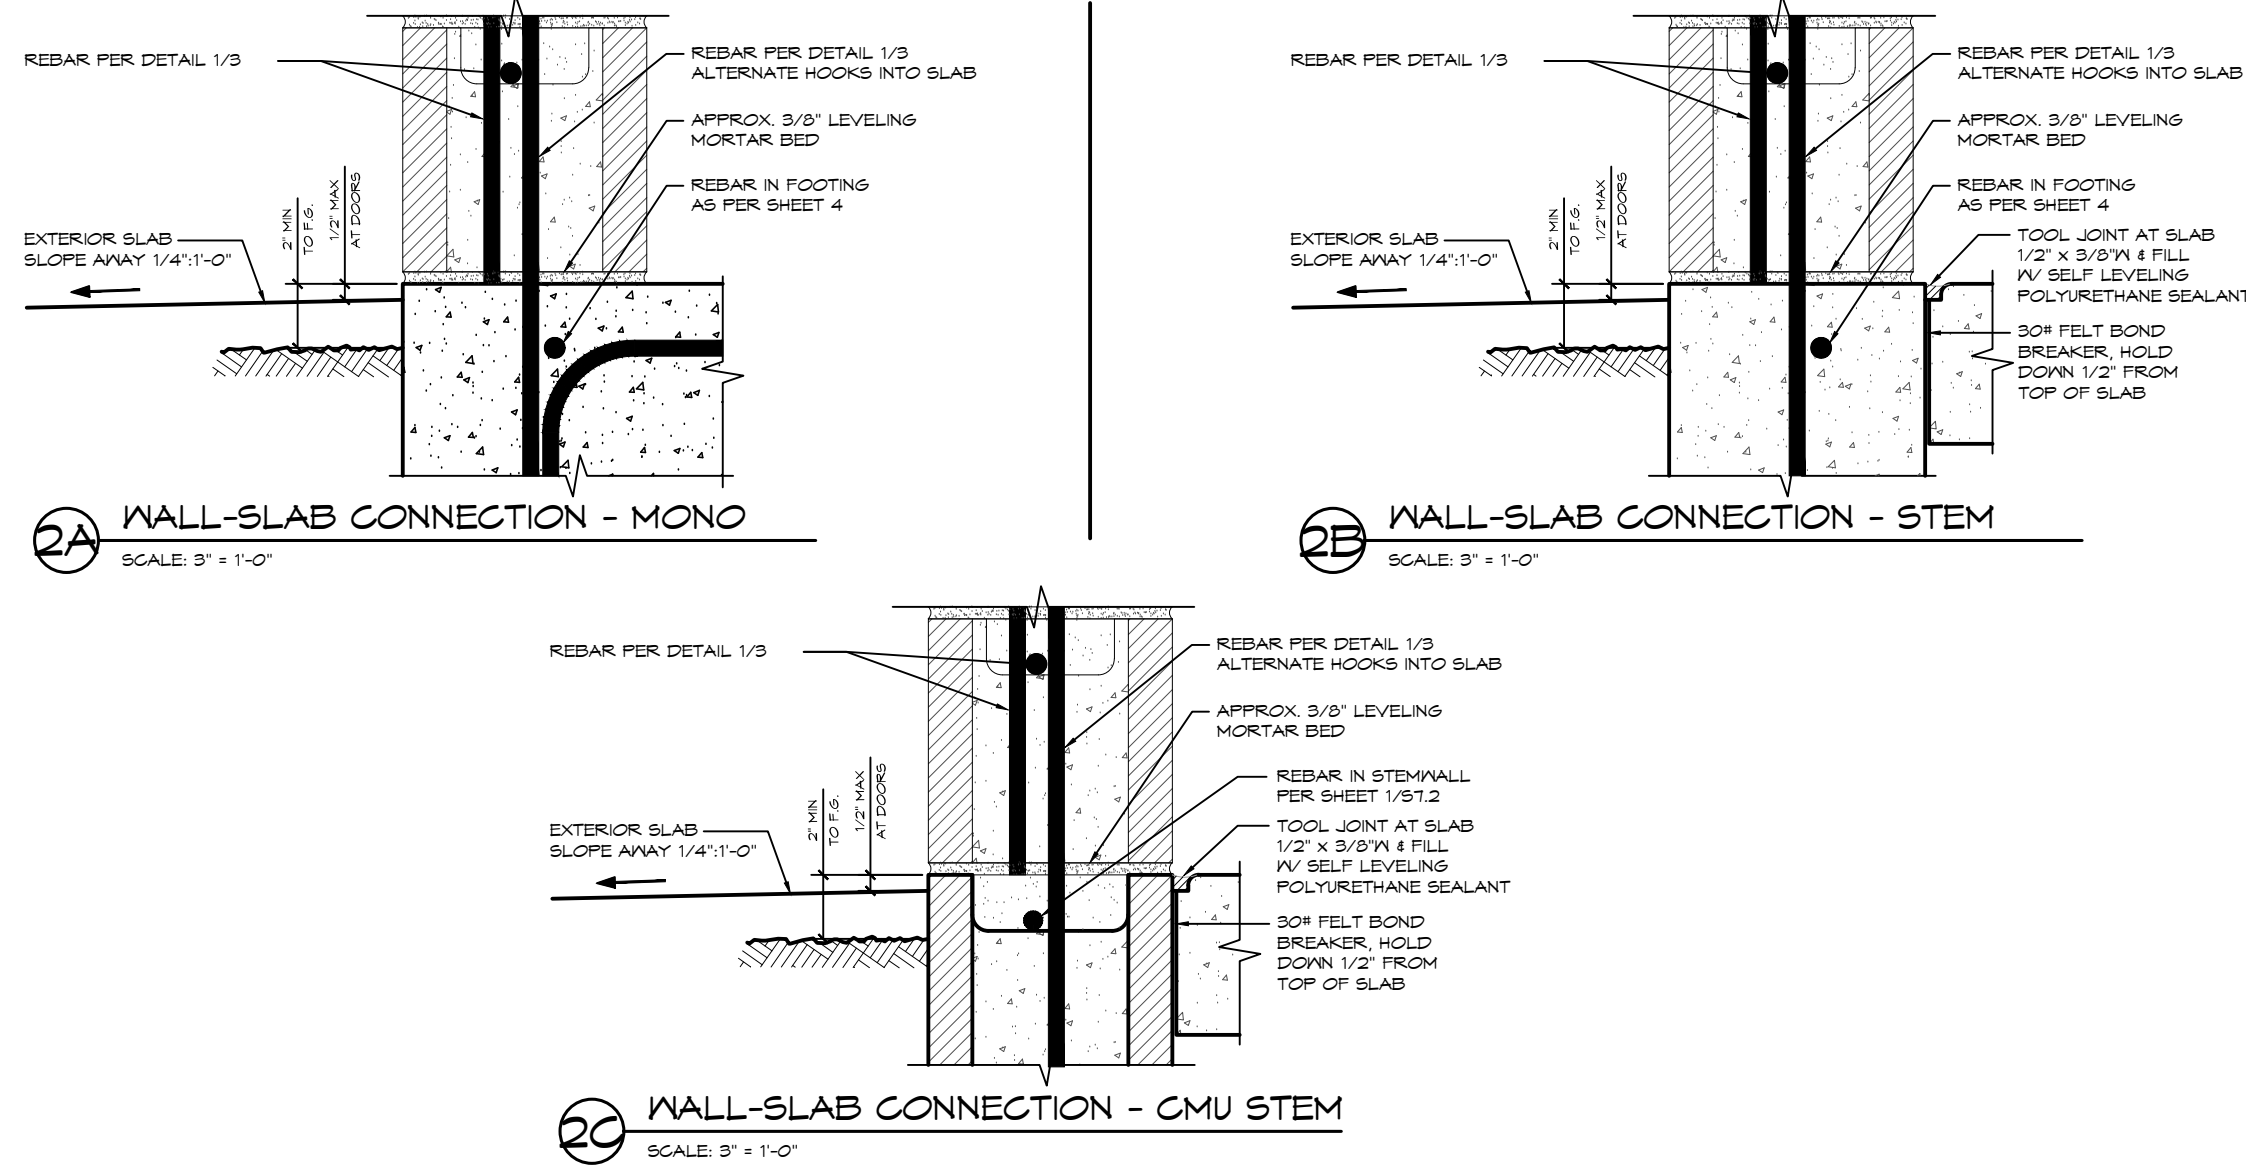 REBAR PER DETAIL 1/3
REBAR PER DETAIL 1/3
ALTERNATE HOOKS INTO SLAB
APPROX. 3/8" LEVELING
MORTAR BED
REBAR IN FOOTING
AS PER SHEET 4
2" MIN
TO F.G.
1/2" MAX
AT DOORS
EXTERIOR SLAB
SLOPE AWAY 1/4":1'-0"
2A
WALL-SLAB CONNECTION - MONO
SCALE: 3" = 1'-0"
REBAR PER DETAIL 1/3
REBAR PER DETAIL 1/3
ALTERNATE HOOKS INTO SLAB
APPROX. 3/8" LEVELING
MORTAR BED
REBAR IN FOOTING
AS PER SHEET 4
2" MIN
TO F.G.
1/2" MAX
AT DOORS
EXTERIOR SLAB
SLOPE AWAY 1/4":1'-0"
TOOL JOINT AT SLAB
1/2" x 3/8"W & FILL
W/ SELF LEVELING
POLYURETHANE SEALANT
30# FELT BOND
BREAKER, HOLD
DOWN 1/2" FROM
TOP OF SLAB
2B
WALL-SLAB CONNECTION - STEM
SCALE: 3" = 1'-0"
REBAR PER DETAIL 1/3
REBAR PER DETAIL 1/3
ALTERNATE HOOKS INTO SLAB
APPROX. 3/8" LEVELING
MORTAR BED
REBAR IN STEMWALL
PER SHEET 1/S7.2
2" MIN
TO F.G.
1/2" MAX
AT DOORS
EXTERIOR SLAB
SLOPE AWAY 1/4":1'-0"
TOOL JOINT AT SLAB
1/2" x 3/8"W & FILL
W/ SELF LEVELING
POLYURETHANE SEALANT
30# FELT BOND
BREAKER, HOLD
DOWN 1/2" FROM
TOP OF SLAB
2C
WALL-SLAB CONNECTION - CMU STEM
SCALE: 3" = 1'-0"